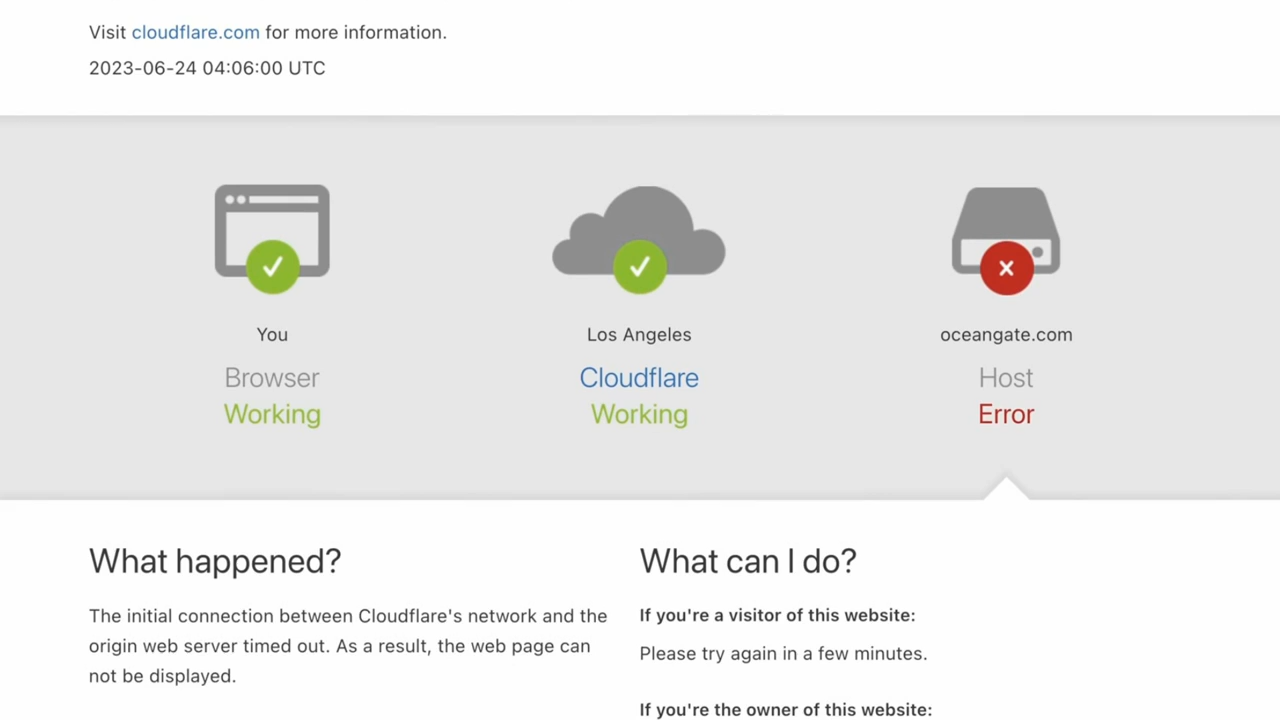 Visit cloudflare.com for more information.
2023-06-24 04:06:00 UTC
You
Los Angeles
oceangate.com
Browser
Cloudflare
Host
Working
Working
Error
What happened?
What can I do?
The initial connection between Cloudflare's network and the
origin web server timed out. As a result, the web page can
not be displayed.
If you're a visitor of this website:
Please try again in a few minutes.
If you're the owner of this website: